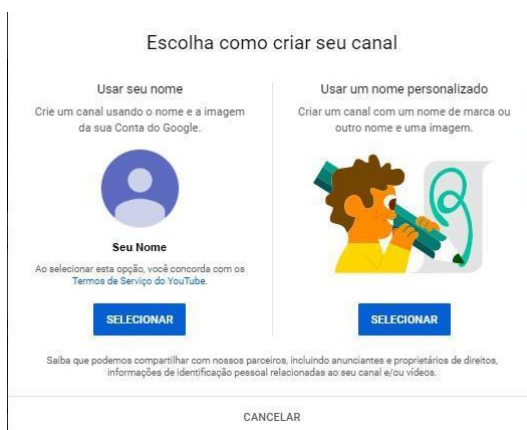 Escolha como criar seu canal
Usar seu nome
Crie um canal usando o nome e a imagem
da sua Conta do Google.
Seu Nome
Ao selecionar esta opção, você concorda com os
Termos de Serviço do YouTube.
SELECIONAR
Usar um nome personalizado
Criar um canal com um nome de marca ou
outro nome e uma imagem.
SELECIONAR
Saiba que podemos compartilhar com nossos parceiros, incluindo anunciantes e proprietários de direitos,
informações de identificação pessoal relacionadas ao seu canal e/ou vídeos.
CANCELAR